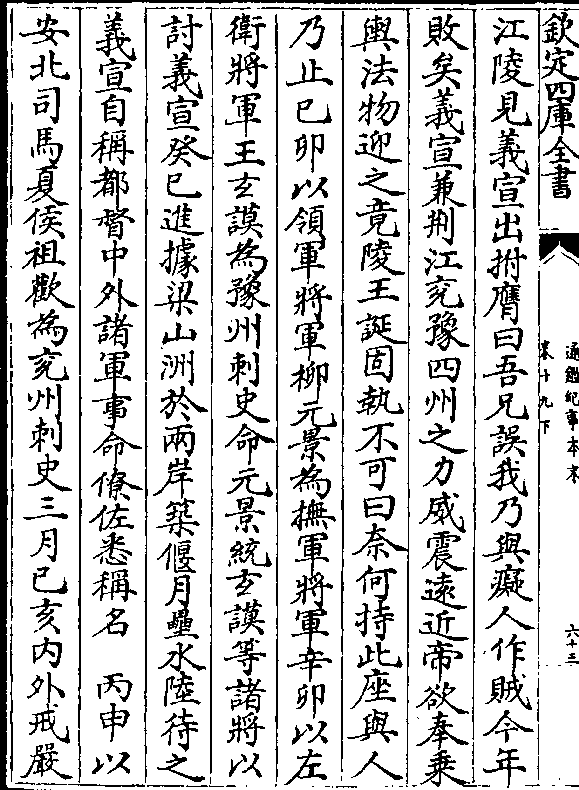 欽定四庫全書
通鑑紀事本末
卷十九下
六十三
江陵見義宣出拊膺曰吾兄誤我乃與癡人作賊今年
敗矣義宣兼荆江兖豫四州之力威震遠近帝欲奉乗
輿法物迎之竟陵王誕固執不可曰奈何持此座與人
乃止己卯以領軍將軍柳元景為撫軍將軍辛卯以左
衛將軍王玄謨為豫州刺史命元景統玄謨等諸將以
討義宣癸巳進據梁山洲於兩岸築偃月壘水陸待之
義宣自稱都督中外諸軍事命僚佐悉稱名　丙申以
安北司馬夏侯祖歡為兖州刺史三月己亥内外戒嚴